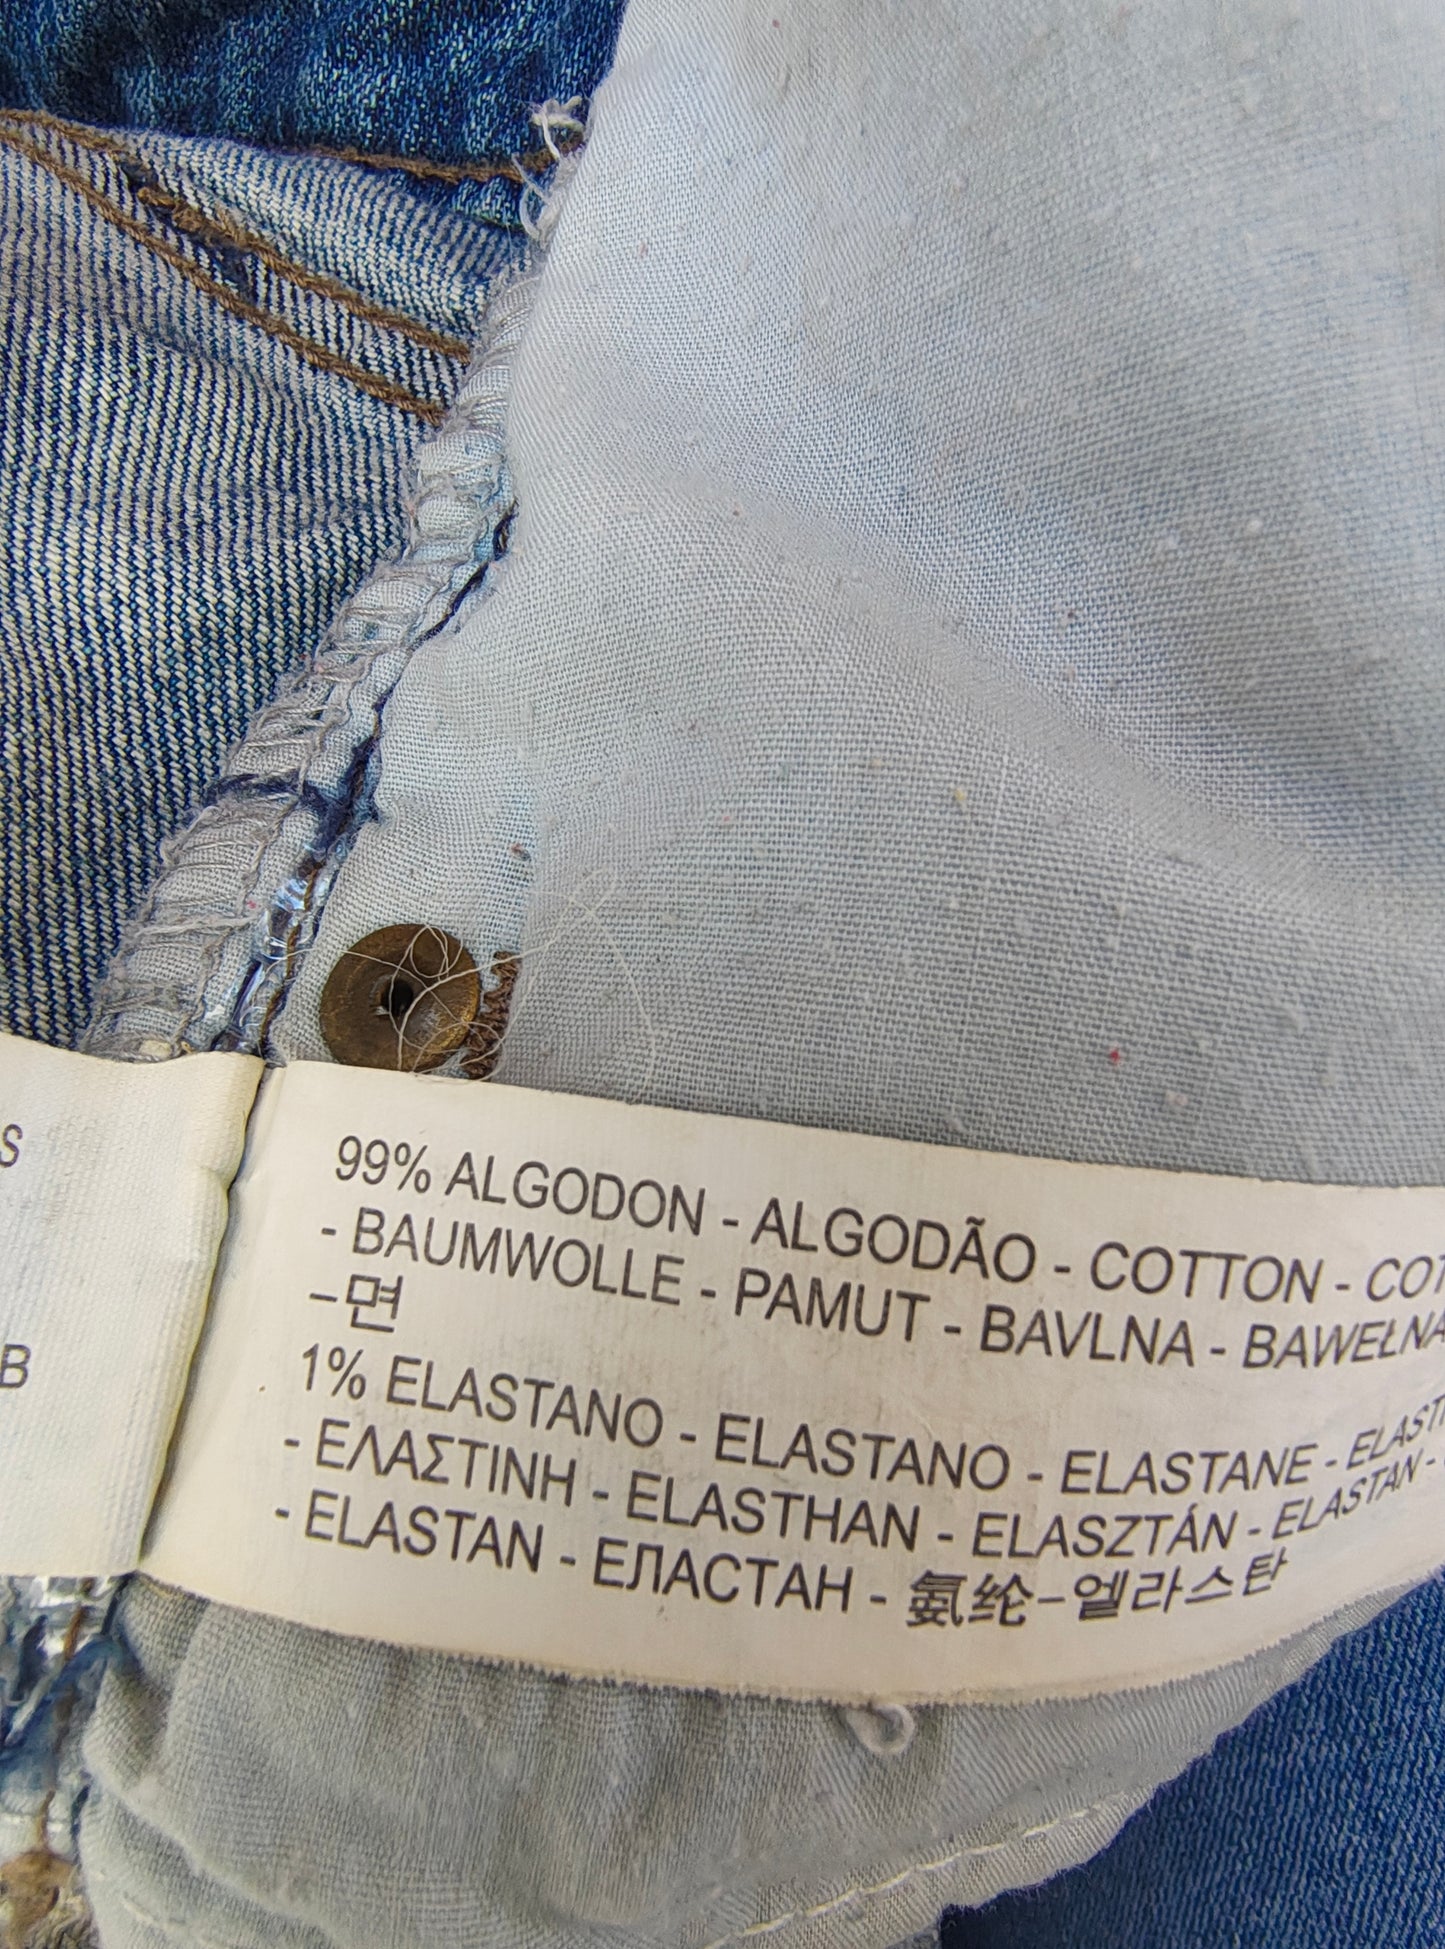 S
B
99% ALGODON - ALGODÃO - COTTON -
- BAUMWOLLE - PAMUT - BAVLNA - BAWEŁNA
-면
1% ELASTANO - ELASTANO - ELASTANE -
- ΕΛΑΣΤΙΝΗ - ELASTHAN - ELASZTÁN - ELASTAN -
- ELASTAN - ЕЛАСТАН - 氨纶-엘라스탄